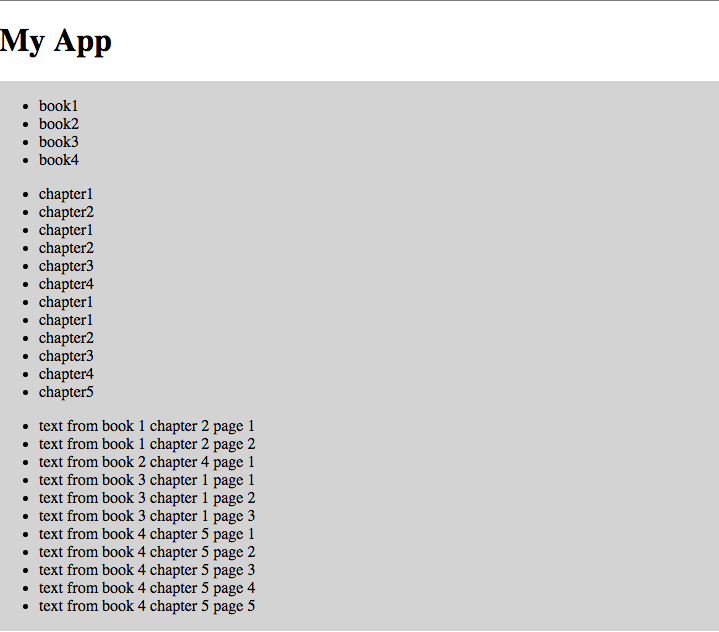 My App
book1
book2
book3
book4
chapter1
chapter2
chapter1
chapter2
chapter3
chapter4
chapter1
chapter1
chapter2
chapter3
chapter4
chapter5
text from book 1 chapter 2 page 1
text from book 1 chapter 2 page 2
text from book 2 chapter 4 page 1
text from book 3 chapter 1 page 1
text from book 3 chapter 1 page 2
text from book 3 chapter 1 page 3
text from book 4 chapter 5 page 1
text from book 4 chapter 5 page 2
text from book 4 chapter 5 page 3
text from book 4 chapter 5 page 4
text from book 4 chapter 5 page 5